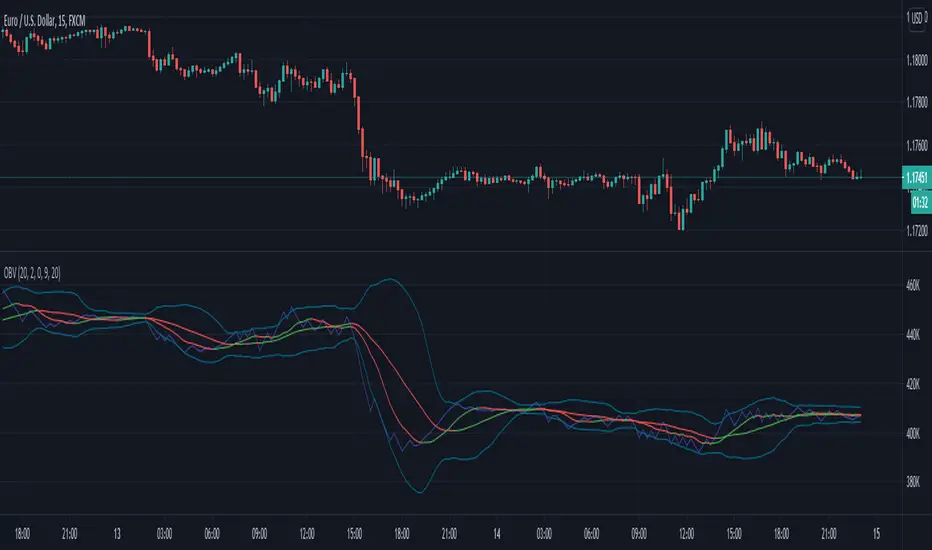 Euro / U.S. Dollar, 15, FXCM
USD
1.18000
1.17800
1.17600
1.17451
01:32
1.17200
OBV (20, 2, 0, 9, 20)
460K
440K
420K
400K
380K
18:00 21:00 13 03:00 06:00 09:00 12:00 15:00 18:00 21:00 14 03:00 06:00 09:00 12:00 15:00 18:00 21:00 15